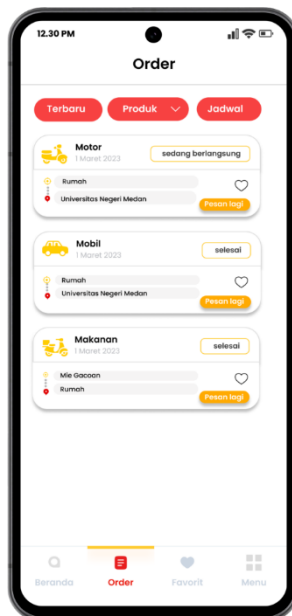 12.30 PM
Order
Terbaru Produk Jadwal
Motor
1 Maret 2023
sedang berlangsung
Rumah
Universitas Negeri Medan
Pesan lagi
Mobil
1 Maret 2023
selesai
Rumah
Universitas Negeri Medan
Pesan lagi
Makanan
1 Maret 2023
selesai
Mie Gacoan
Rumah
Pesan lagi
Beranda Order Favorit Menu